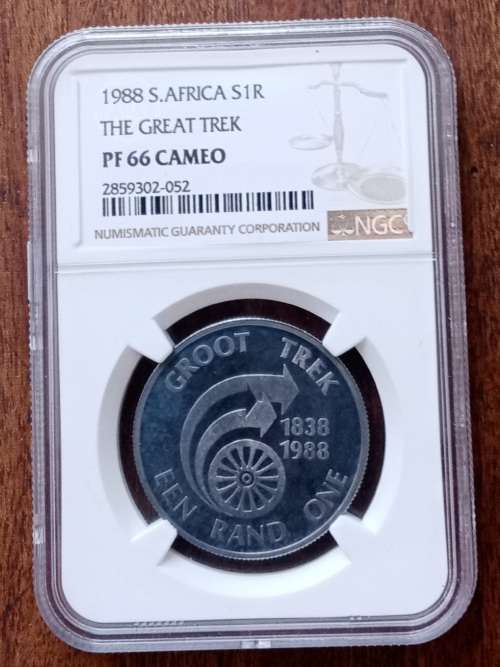 1988 S.AFRICA S1R
THE GREAT TREK
PF 66 CAMEO
2859302-052
NUMISMATIC GUARANTY CORPORATION
NGC
GROOT TREK
1838
1988
EEN RAND ONE